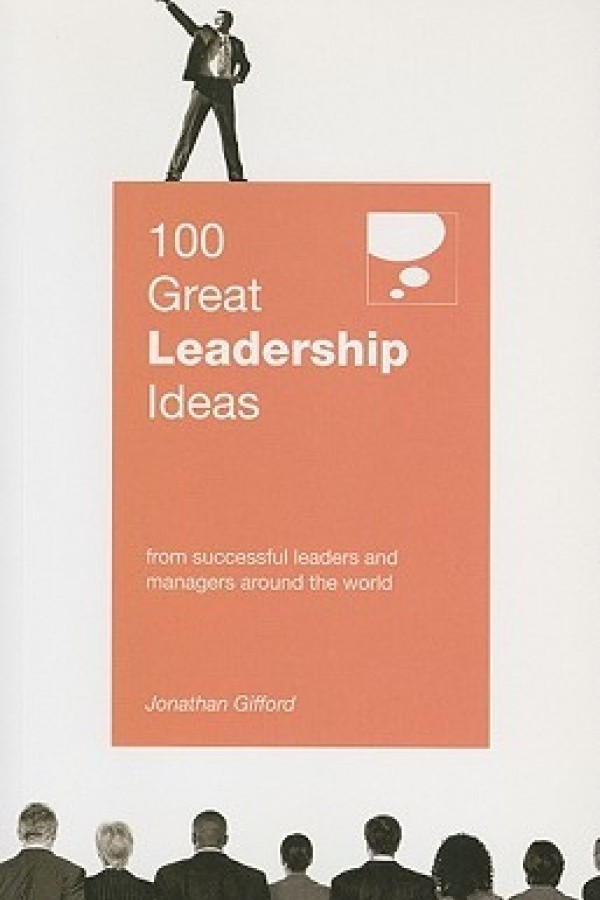 100
Great
Leadership
Ideas
from successful leaders and
managers around the world
Jonathan Gifford